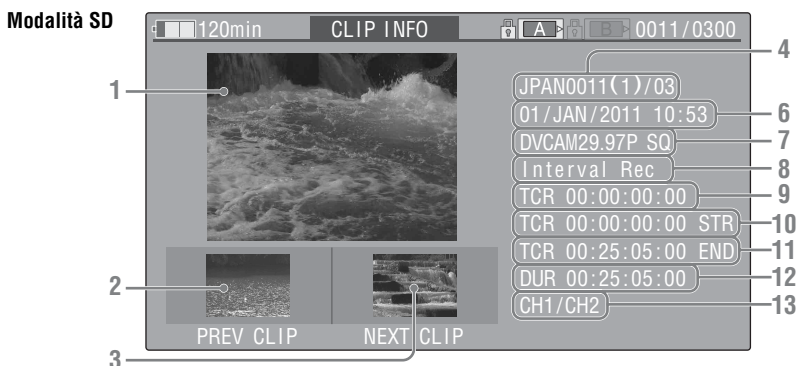 Modalità SD
120min CLIP INFO A B 0011/0300
1
4
JPAN0011(1)/03
01/JAN/2011 10:53 6
DVCAM29.97P SQ 7
Interval Rec 8
TCR 00:00:00:00 9
TCR 00:00:00:00 STR 10
TCR 00:25:05:00 END 11
2
DUR 00:25:05:00 12
CH1/CH2 13
PREV CLIP NEXT CLIP
3